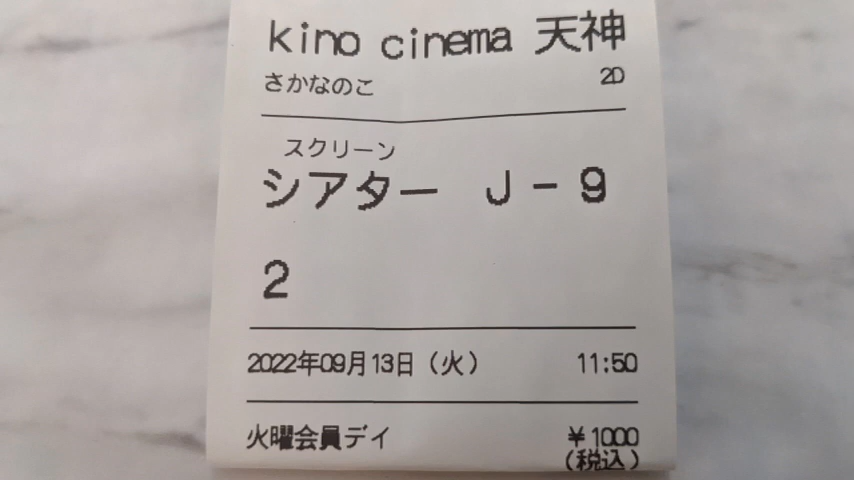 kino cinema 天神
さかなのこ 2D
スクリーン
シアター J-9
2
2022年09月13日（火） 11:50
火曜会員デイ ¥1000
（税込）